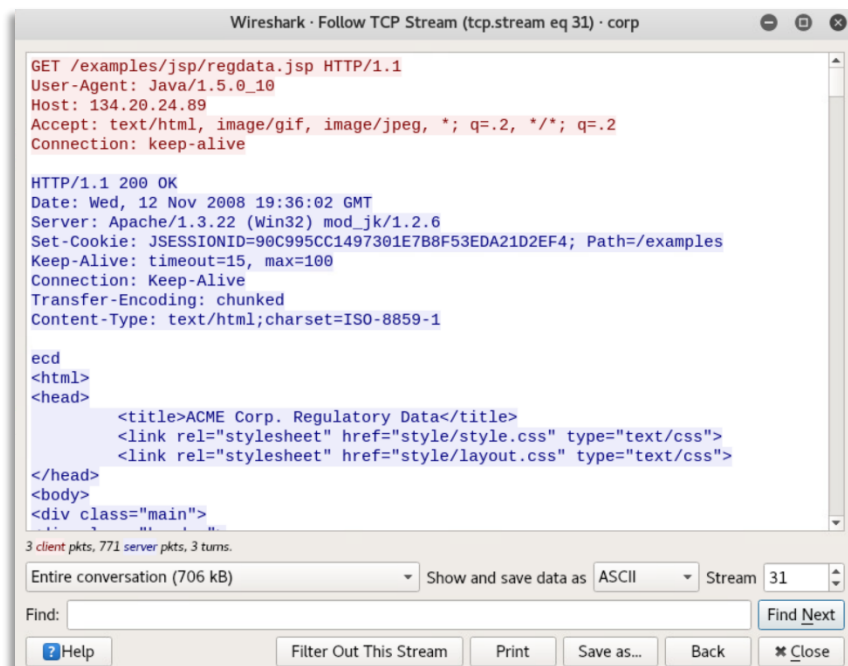 Wireshark · Follow TCP Stream (tcp.stream eq 31) · corp
GET /examples/jsp/regdata.jsp HTTP/1.1
User-Agent: Java/1.5.0_10
Host: 134.20.24.89
Accept: text/html, image/gif, image/jpeg, *; q=.2, */*; q=.2
Connection: keep-alive
HTTP/1.1 200 OK
Date: Wed, 12 Nov 2008 19:36:02 GMT
Server: Apache/1.3.22 (Win32) mod_jk/1.2.6
Set-Cookie: JSESSIONID=90C995CC1497301E7B8F53EDA21D2EF4; Path=/examples
Keep-Alive: timeout=15, max=100
Connection: Keep-Alive
Transfer-Encoding: chunked
Content-Type: text/html;charset=ISO-8859-1
ecd
<html>
<head>
<title>ACME Corp. Regulatory Data</title>
<link rel="stylesheet" href="style/style.css" type="text/css">
<link rel="stylesheet" href="style/layout.css" type="text/css">
</head>
<body>
<div class="main">
3 client pkts, 771 server pkts, 3 turns.
Entire conversation (706 kB) Show and save data as ASCII Stream 31
Find: Find Next
?Help Filter Out This Stream Print Save as... Back Close